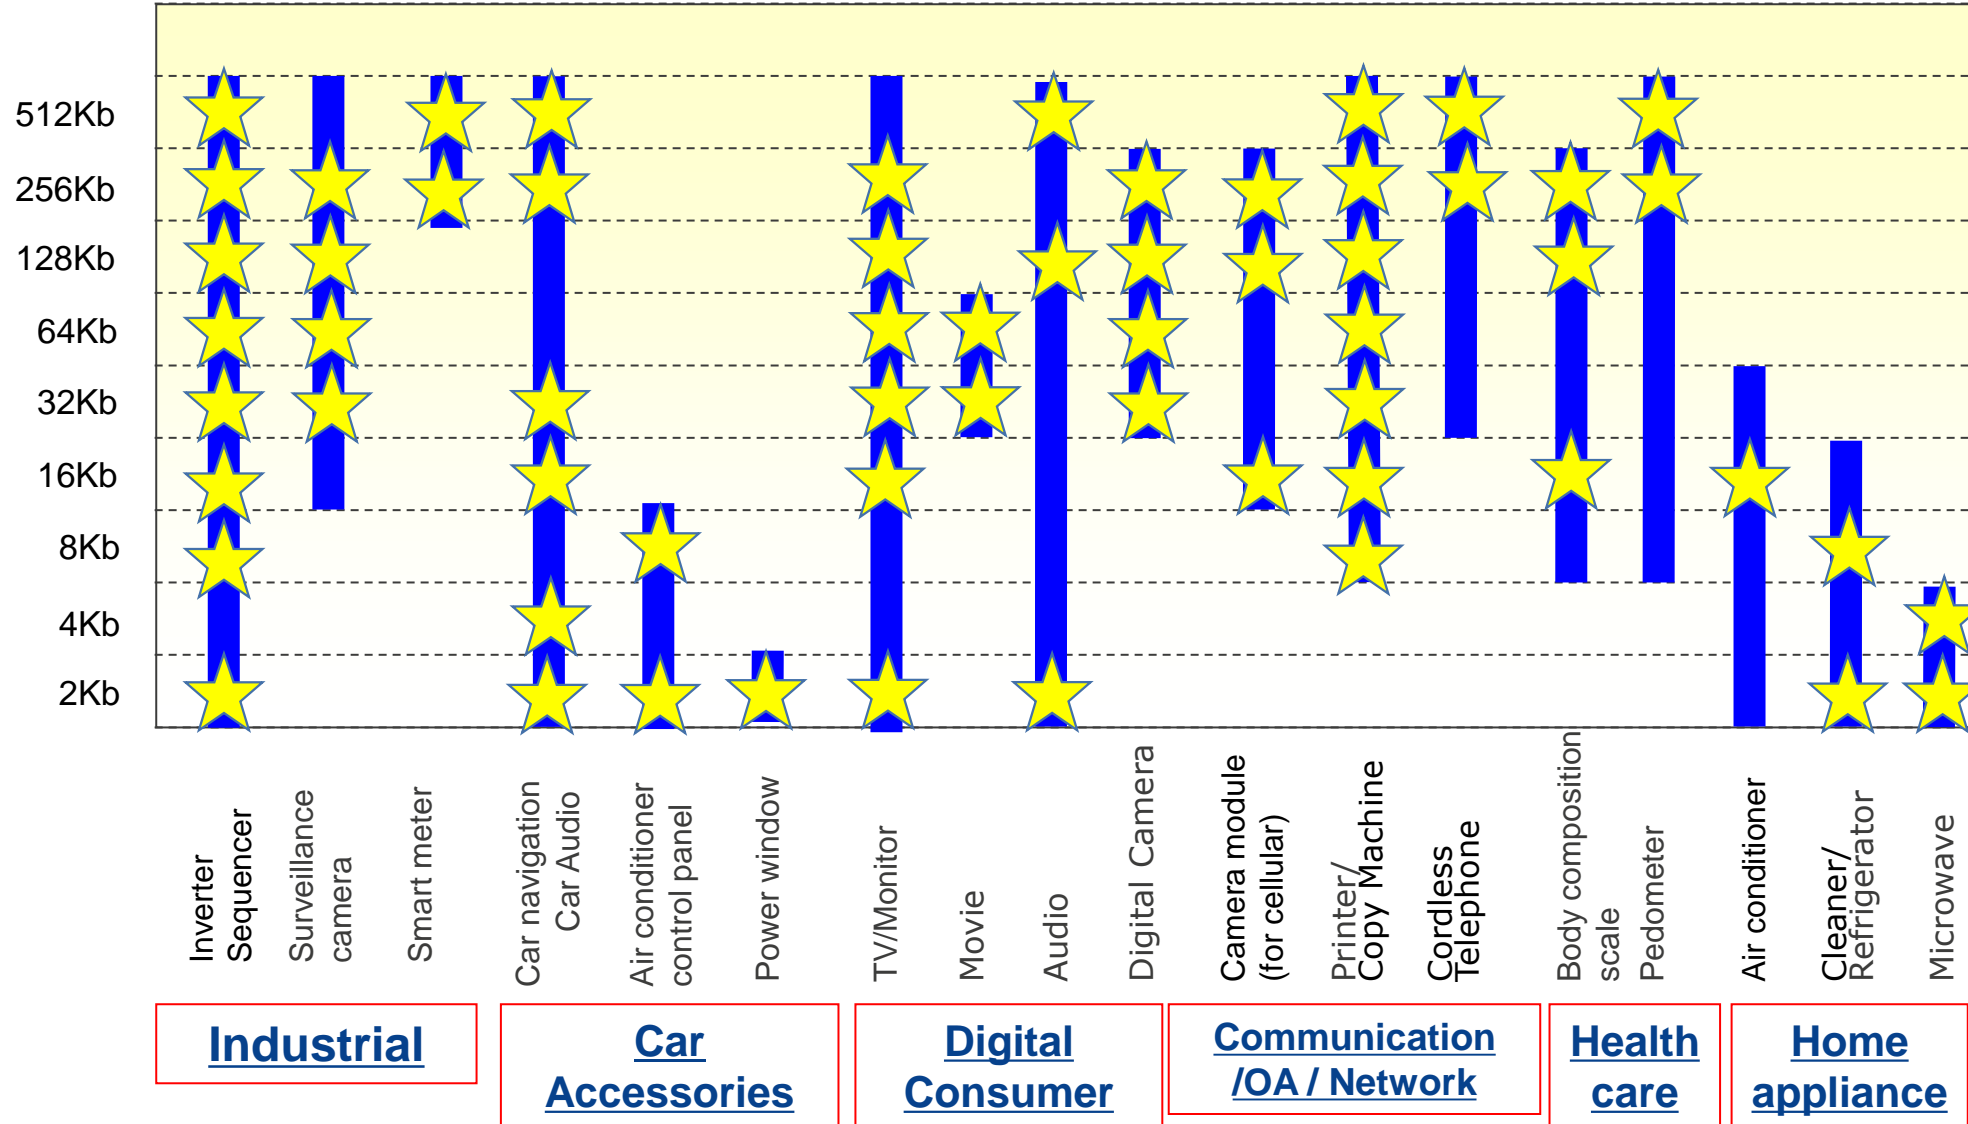 512Kb
256Kb
128Kb
64Kb
32Kb
16Kb
8Kb
4Kb
2Kb
Inverter
Sequencer
Surveillance
camera
Smart meter
Car navigation
Car Audio
Air conditioner
control panel
Power window
TV/Monitor
Movie
Audio
Digital Camera
Camera module
(for cellular)
Printer/
Copy Machine
Cordless
Telephone
Body composition
scale
Pedometer
Air conditioner
Cleaner/
Refrigerator
Microwave
Industrial
Car
Accessories
Digital
Consumer
Communication
/OA / Network
Health
care
Home
appliance